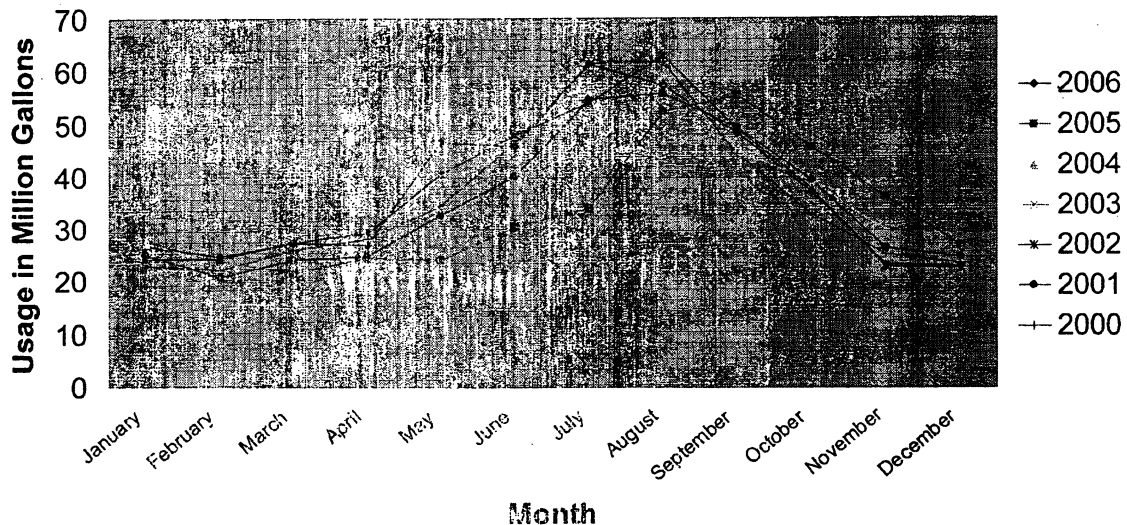 70
60
50
40
30
20
10
0
Usage in Million Gallons
January
February
March
April
May
June
July
August
September
October
November
December
Month
2006
2005
2004
2003
2002
2001
2000